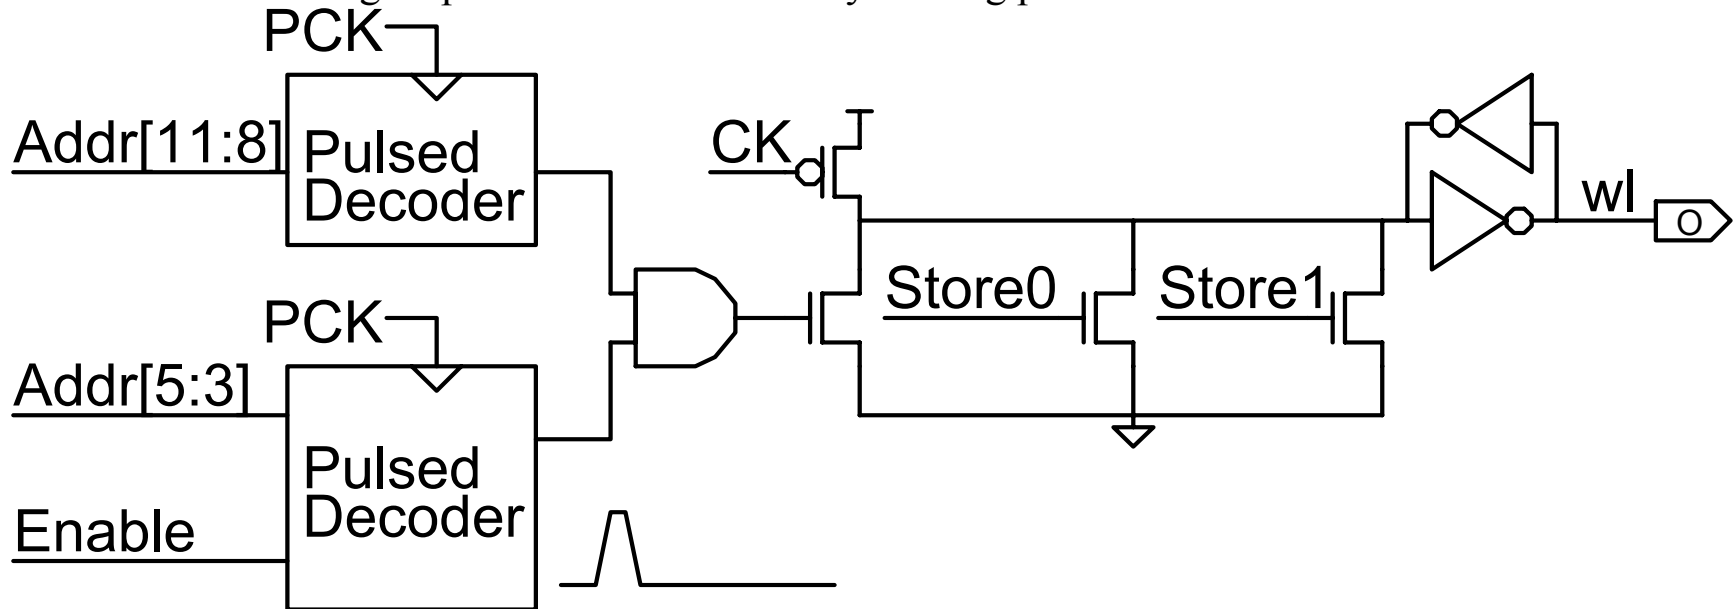 PCK
Addr[11:8]
Pulsed
Decoder
CK
wl
O
Store0
Store1
PCK
Addr[5:3]
Pulsed
Decoder
Enable